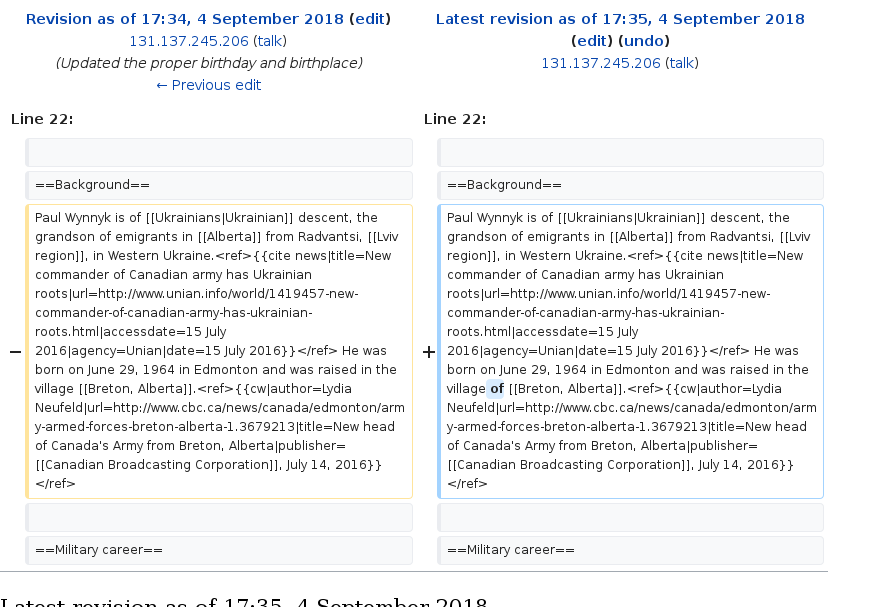 Revision as of 17:34, 4 September 2018 (edit)
131.137.245.206 (talk)
(Updated the proper birthday and birthplace)
← Previous edit
Latest revision as of 17:35, 4 September 2018
(edit) (undo)
131.137.245.206 (talk)
Line 22:
Line 22:
==Background==
==Background==
− Paul Wynnyk is of [[Ukrainians|Ukrainian]] descent, the
grandson of emigrants in [[Alberta]] from Radvantsi, [[Lviv
region]], in Western Ukraine.<ref>{{cite news|title=New
commander of Canadian army has Ukrainian
roots|url=http://www.unian.info/world/1419457-new-
commander-of-canadian-army-has-ukrainian-
roots.html|accessdate=15 July
2016|agency=Unian|date=15 July 2016}}</ref> He was
born on June 29, 1964 in Edmonton and was raised in the
village [[Breton, Alberta]].<ref>{{cw|author=Lydia
Neufeld|url=http://www.cbc.ca/news/canada/edmonton/arm
y-armed-forces-breton-alberta-1.3679213|title=New head
of Canada's Army from Breton, Alberta|publisher=
[[Canadian Broadcasting Corporation]], July 14, 2016}}
</ref>
+ Paul Wynnyk is of [[Ukrainians|Ukrainian]] descent, the
grandson of emigrants in [[Alberta]] from Radvantsi, [[Lviv
region]], in Western Ukraine.<ref>{{cite news|title=New
commander of Canadian army has Ukrainian
roots|url=http://www.unian.info/world/1419457-new-
commander-of-canadian-army-has-ukrainian-
roots.html|accessdate=15 July
2016|agency=Unian|date=15 July 2016}}</ref> He was
born on June 29, 1964 in Edmonton and was raised in the
village of [[Breton, Alberta]].<ref>{{cw|author=Lydia
Neufeld|url=http://www.cbc.ca/news/canada/edmonton/arm
y-armed-forces-breton-alberta-1.3679213|title=New head
of Canada's Army from Breton, Alberta|publisher=
[[Canadian Broadcasting Corporation]], July 14, 2016}}
</ref>
==Military career==
==Military career==
Latest revision as of 17:35, 4 September 2018